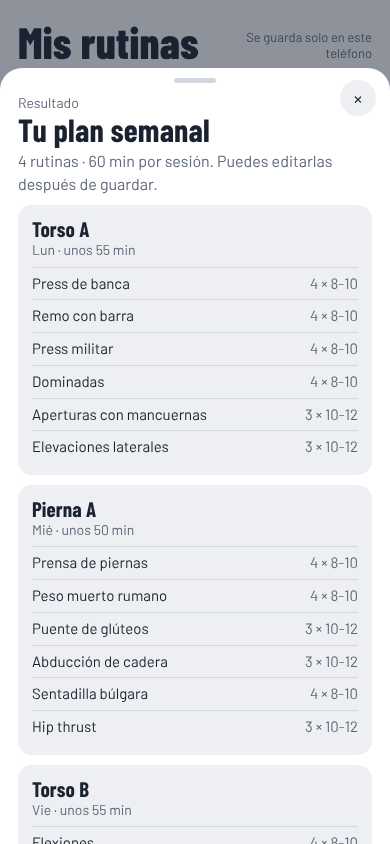 Mis rutinas
Se guarda solo en este
teléfono
×
Resultado
Tu plan semanal
4 rutinas · 60 min por sesión. Puedes editarlas
después de guardar.
Torso A
Lun · unos 55 min
Press de banca 4 × 8-10
Remo con barra 4 × 8-10
Press militar 4 × 8-10
Dominadas 4 × 8-10
Aperturas con mancuernas 3 × 10-12
Elevaciones laterales 3 × 10-12
Pierna A
Mié · unos 50 min
Prensa de piernas 4 × 8-10
Peso muerto rumano 4 × 8-10
Puente de glúteos 3 × 10-12
Abducción de cadera 3 × 10-12
Sentadilla búlgara 4 × 8-10
Hip thrust 3 × 10-12
Torso B
Vie · unos 55 min
Flexiones 4 × 8-10